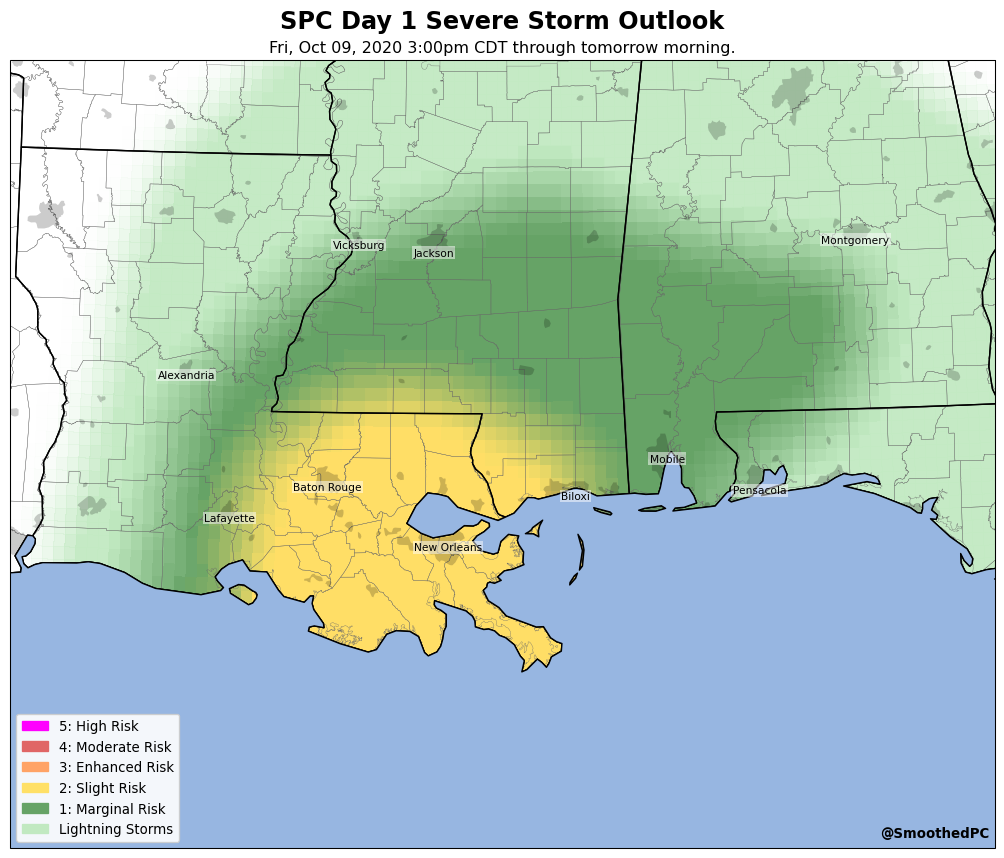 SPC Day 1 Severe Storm Outlook
Fri, Oct 09, 2020 3:00pm CDT through tomorrow morning.
Vicksburg
Jackson
Montgomery
Alexandria
Mobile
Baton Rouge
Pensacola
Biloxi
Lafayette
New Orleans
5: High Risk
4: Moderate Risk
3: Enhanced Risk
2: Slight Risk
1: Marginal Risk
Lightning Storms
@SmoothedPC